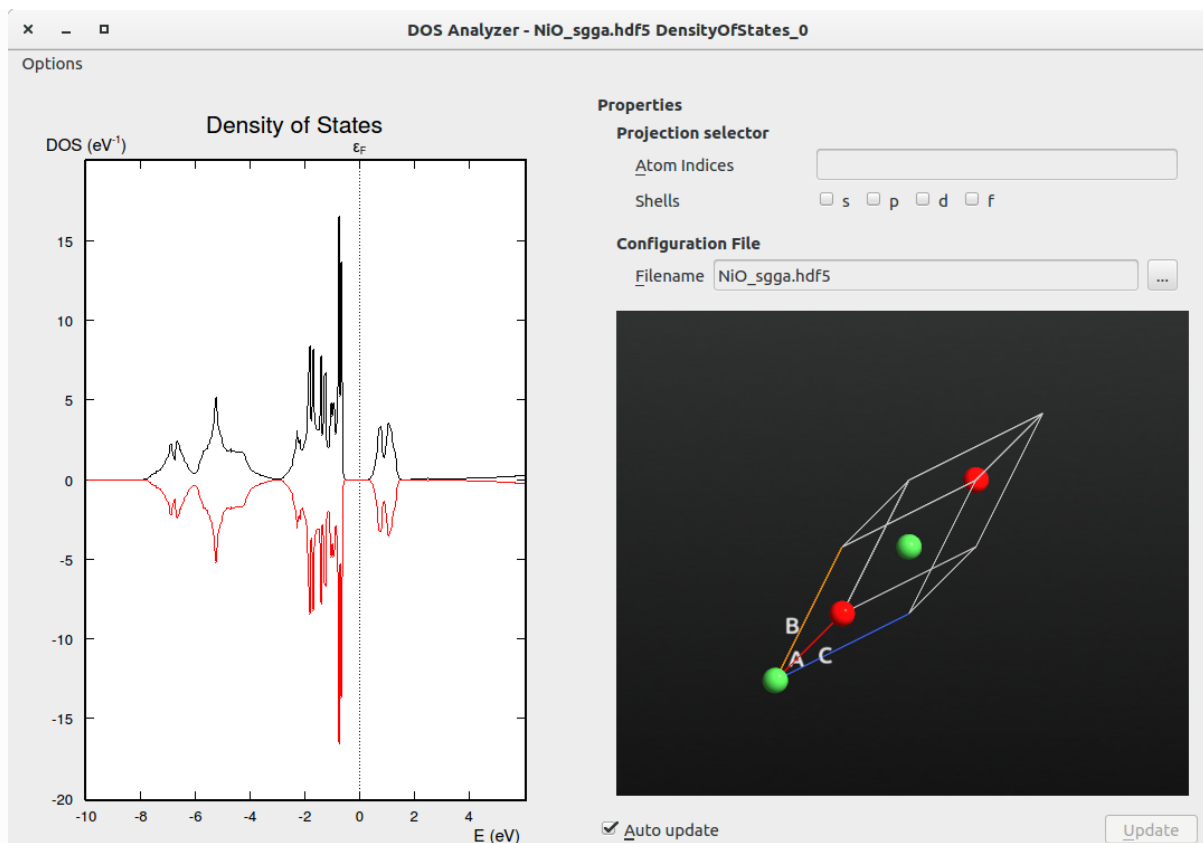 DOS Analyzer - NiO_sgga.hdf5 DensityOfStates_0
Options
Density of States
DOS (eV⁻¹)
ε_F
15
10
5
0
-5
-10
-15
-20
-10 -8 -6 -4 -2 0 2 4
E (eV)
Properties
Projection selector
Atom Indices
Shells s p d f
Configuration File
Filename NiO_sgga.hdf5 ...
B
A C
Auto update Update